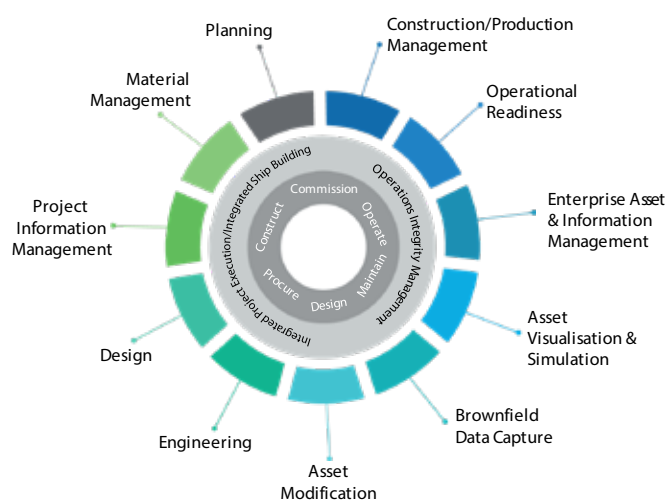 Planning
Construction/Production
Management
Operational
Readiness
Enterprise Asset
& Information
Management
Asset
Visualisation &
Simulation
Brownfield
Data Capture
Asset
Modification
Engineering
Design
Project
Information
Management
Material
Management
Integrated Project Execution/Integrated Ship Building
Operations Integrity Management
Commission
Operate
Maintain
Design
Procure
Construct